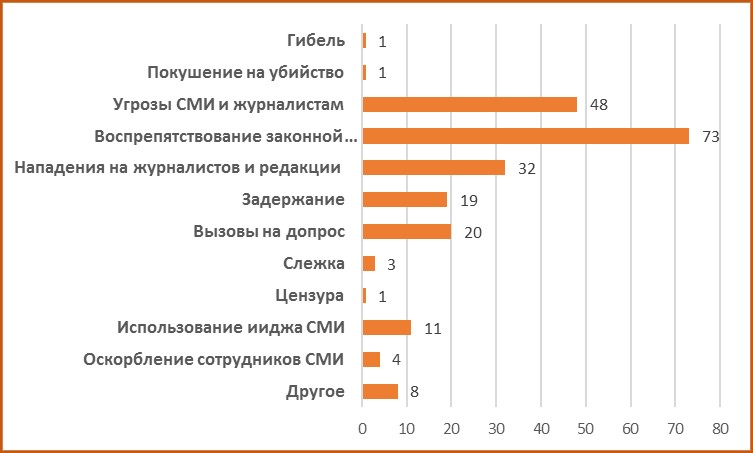 Гибель 1
Покушение на убийство 1
Угрозы СМИ и журналистам 48
Воспрепятствование законной... 73
Нападения на журналистов и редакции 32
Задержание 19
Вызовы на допрос 20
Слежка 3
Цензура 1
Использование ииджа СМИ 11
Оскорбление сотрудников СМИ 4
Другое 8
0 10 20 30 40 50 60 70 80